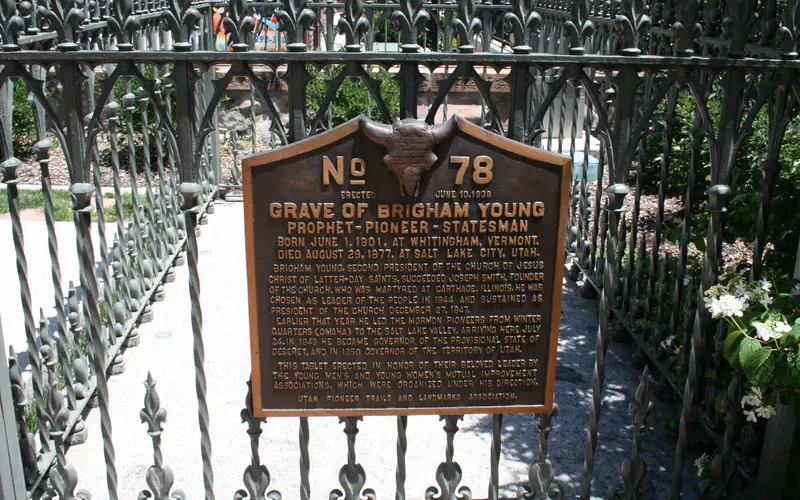 No 78
ERECTED JUNE 10, 1938
GRAVE OF BRIGHAM YOUNG
PROPHET-PIONEER-STATESMAN
BORN JUNE 1, 1801, AT WHITINGHAM, VERMONT.
DIED AUGUST 29, 1877, AT SALT LAKE CITY, UTAH.
BRIGHAM YOUNG, SECOND PRESIDENT OF THE CHURCH OF JESUS
CHRIST OF LATTER-DAY SAINTS, SUCCEEDED JOSEPH SMITH, FOUNDER
OF THE CHURCH, WHO WAS MARTYRED AT CARTHAGE, ILLINOIS. HE WAS
CHOSEN AS LEADER OF THE PEOPLE IN 1844 AND SUSTAINED AS
PRESIDENT OF THE CHURCH DECEMBER 27, 1847.
EARLIER THAT YEAR HE LED THE MORMON PIONEERS FROM WINTER
QUARTERS (OMAHA) TO THE SALT LAKE VALLEY, ARRIVING HERE JULY
24. IN 1849 HE BECAME GOVERNOR OF THE PROVISIONAL STATE OF
DESERET, AND IN 1850 GOVERNOR OF THE TERRITORY OF UTAH.
THIS TABLET ERECTED IN HONOR OF THEIR BELOVED LEADER BY
THE YOUNG MEN'S AND YOUNG WOMEN'S MUTUAL IMPROVEMENT
ASSOCIATIONS, WHICH WERE ORGANIZED UNDER HIS DIRECTION.
UTAH PIONEER TRAILS AND LANDMARKS ASSOCIATION.